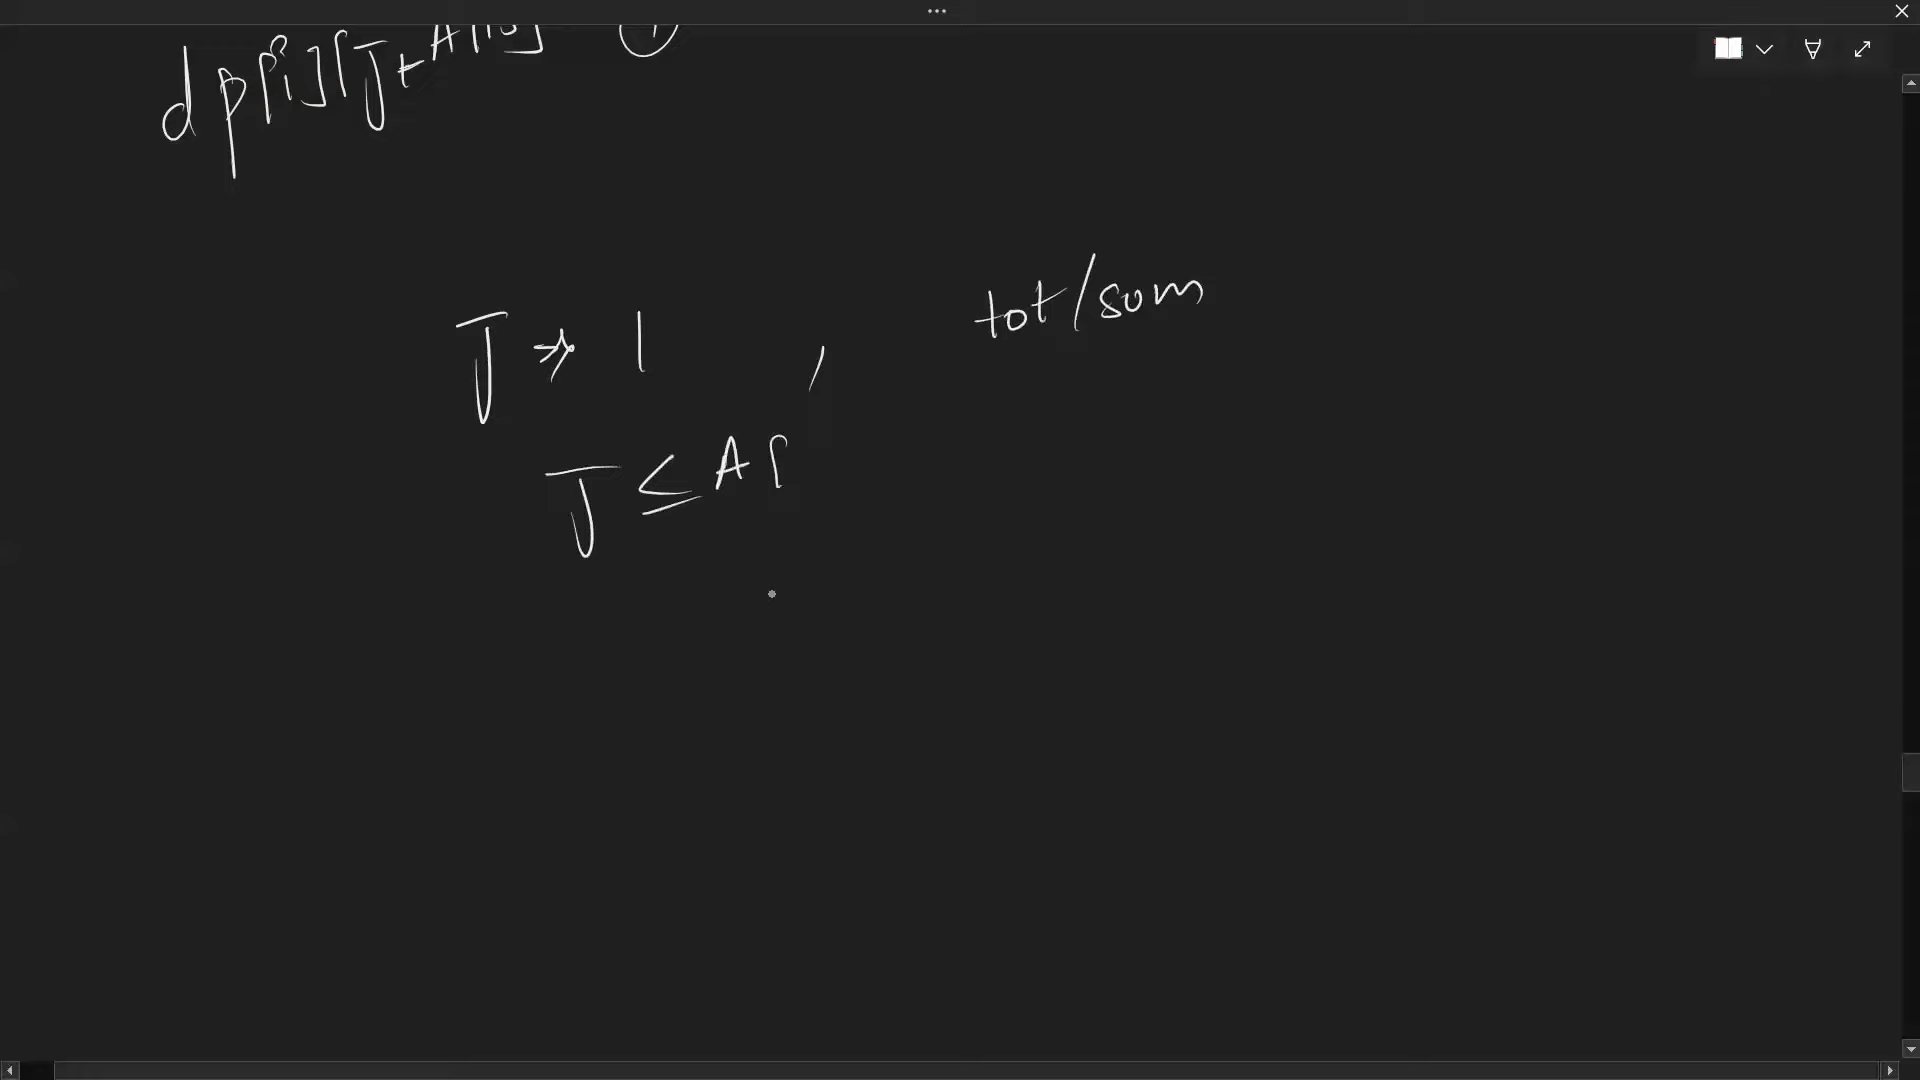 dp[i][J+A[i]]
tot/sum
J → 1 ,
J ≤ A[